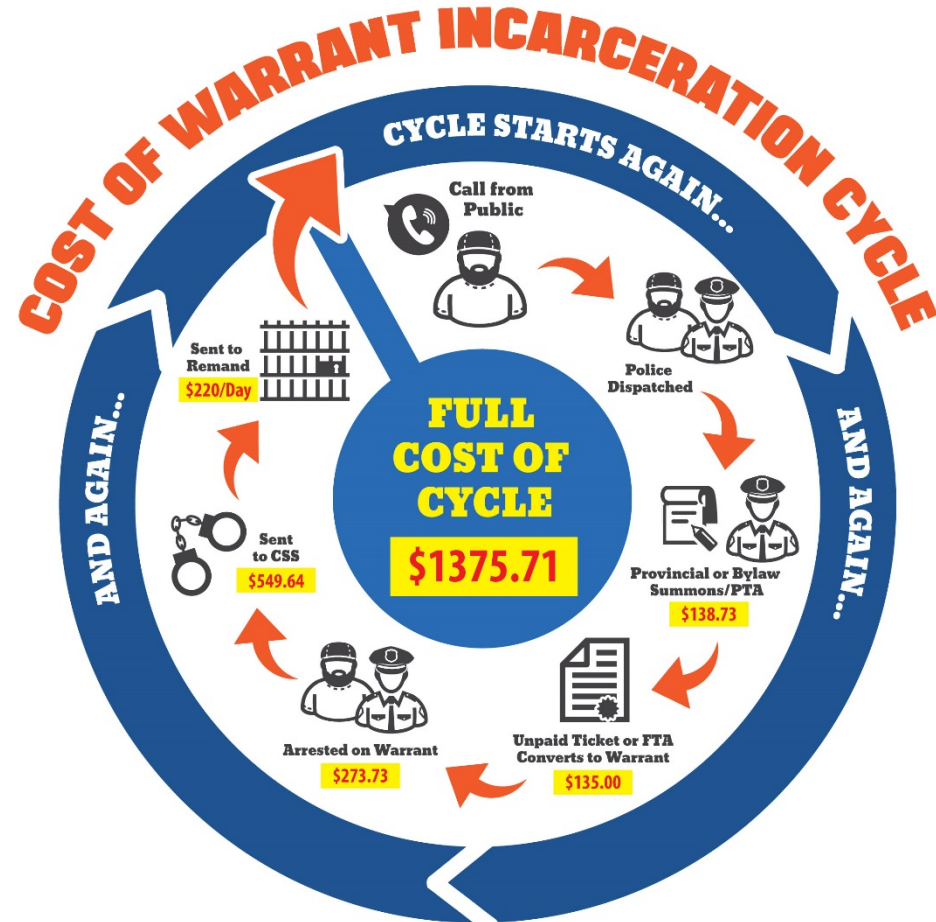 COST OF WARRANT INCARCERATION CYCLE
CYCLE STARTS AGAIN...
AND AGAIN...
AND AGAIN...
Call from
Public
Police
Dispatched
Provincial or Bylaw
Summons/PTA
$138.73
Unpaid Ticket or FTA
Converts to Warrant
$135.00
Arrested on Warrant
$273.73
Sent
to CSS
$549.64
Sent to
Remand
$220/Day
FULL
COST OF
CYCLE
$1375.71